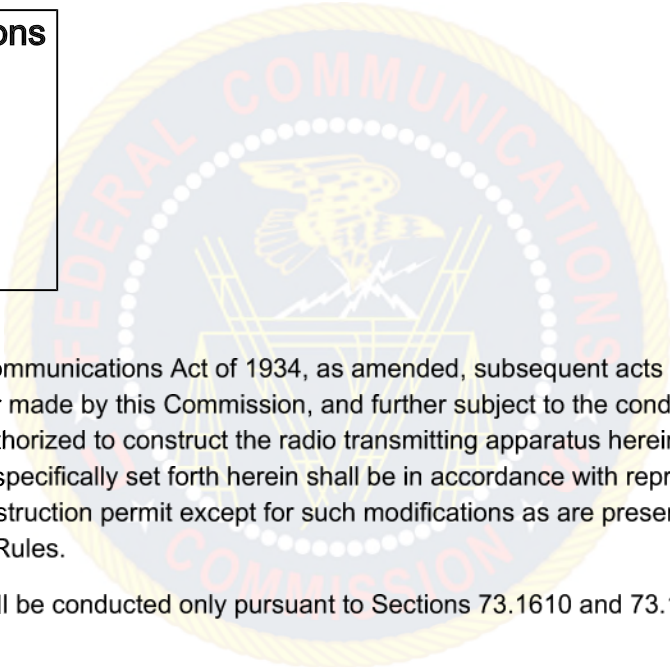 ons
FEDERAL COMMUNICATIONS COMMISSION
ommunications Act of 1934, as amended, subsequent acts
made by this Commission, and further subject to the cond
thorized to construct the radio transmitting apparatus herein
specifically set forth herein shall be in accordance with repr
struction permit except for such modifications as are presen
Rules.
ll be conducted only pursuant to Sections 73.1610 and 73.1